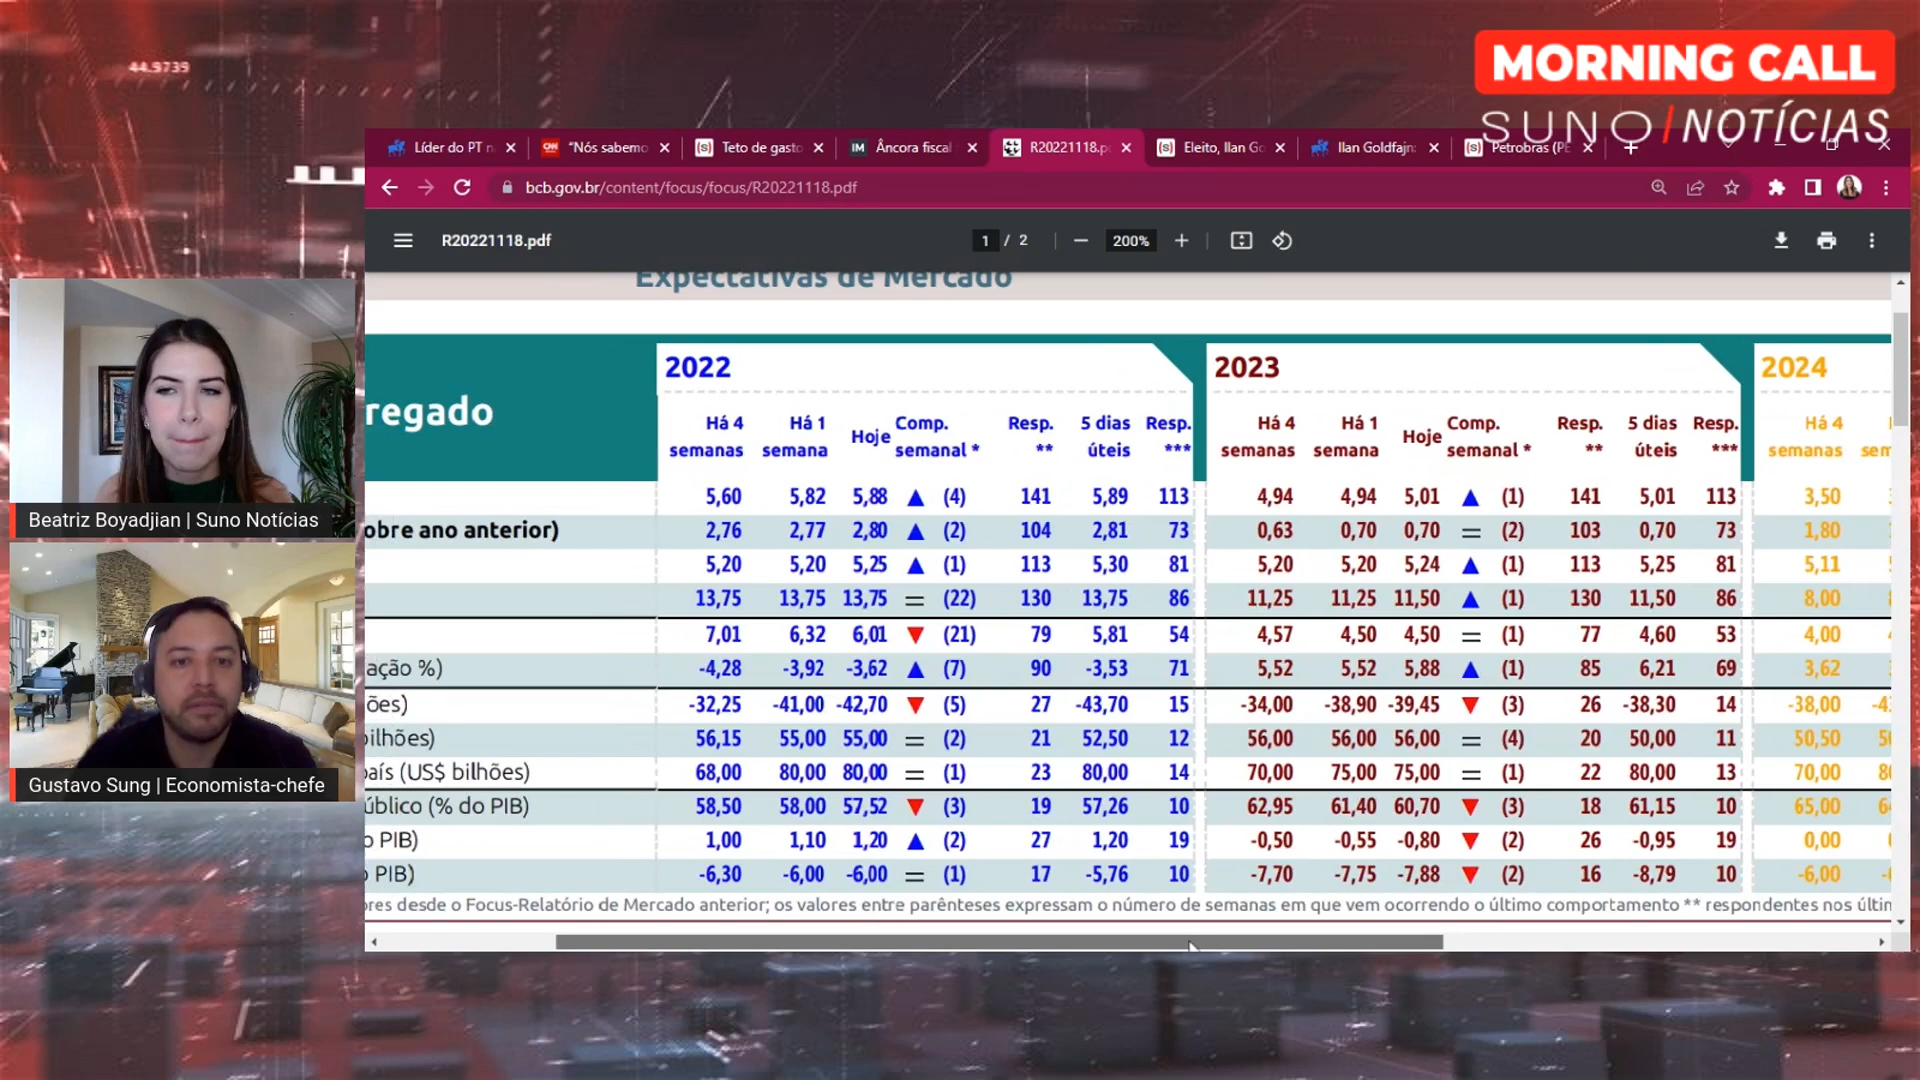 44.9739
MORNING CALL
SUNO/NOTÍCIAS
Líder do PT n
"Nós sabemo
Teto de gasto
Âncora fiscal
R20221118.p
Eleito, Ilan G
Ilan Goldfajn:
Petrobras (PE
bcb.gov.br/content/focus/focus/R20221118.pdf
R20221118.pdf
1 / 2
200%
Expectativas de Mercado
regado
2022
2023
2024
Há 4 semanas Há 1 semana Hoje Comp. semanal * Resp. ** 5 dias úteis Resp. *** Há 4 semanas Há 1 semana Hoje Comp. semanal * Resp. ** 5 dias úteis Resp. *** Há 4 semanas sem
5,60 5,82 5,88 ▲ (4) 141 5,89 113 4,94 4,94 5,01 ▲ (1) 141 5,01 113 3,50
obre ano anterior) 2,76 2,77 2,80 ▲ (2) 104 2,81 73 0,63 0,70 0,70 = (2) 103 0,70 73 1,80
5,20 5,20 5,25 ▲ (1) 113 5,30 81 5,20 5,20 5,24 ▲ (1) 113 5,25 81 5,11
13,75 13,75 13,75 = (22) 130 13,75 86 11,25 11,25 11,50 ▲ (1) 130 11,50 86 8,00
7,01 6,32 6,01 ▼ (21) 79 5,81 54 4,57 4,50 4,50 = (1) 77 4,60 53 4,00
ação %) -4,28 -3,92 -3,62 ▲ (7) 90 -3,53 71 5,52 5,52 5,88 ▲ (1) 85 6,21 69 3,62
ões) -32,25 -41,00 -42,70 ▼ (5) 27 -43,70 15 -34,00 -38,90 -39,45 ▼ (3) 26 -38,30 14 -38,00
bilhões) 56,15 55,00 55,00 = (2) 21 52,50 12 56,00 56,00 56,00 = (4) 20 50,00 11 50,50
país (US$ bilhões) 68,00 80,00 80,00 = (1) 23 80,00 14 70,00 75,00 75,00 = (1) 22 80,00 13 70,00
úblico (% do PIB) 58,50 58,00 57,52 ▼ (3) 19 57,26 10 62,95 61,40 60,70 ▼ (3) 18 61,15 10 65,00
o PIB) 1,00 1,10 1,20 ▲ (2) 27 1,20 19 -0,50 -0,55 -0,80 ▼ (2) 26 -0,95 19 0,00
PIB) -6,30 -6,00 -6,00 = (1) 17 -5,76 10 -7,70 -7,75 -7,88 ▼ (2) 16 -8,79 10 -6,00
ores desde o Focus-Relatório de Mercado anterior; os valores entre parênteses expressam o número de semanas em que vem ocorrendo o último comportamento ** respondentes nos últin
Beatriz Boyadjian | Suno Notícias
Gustavo Sung | Economista-chefe